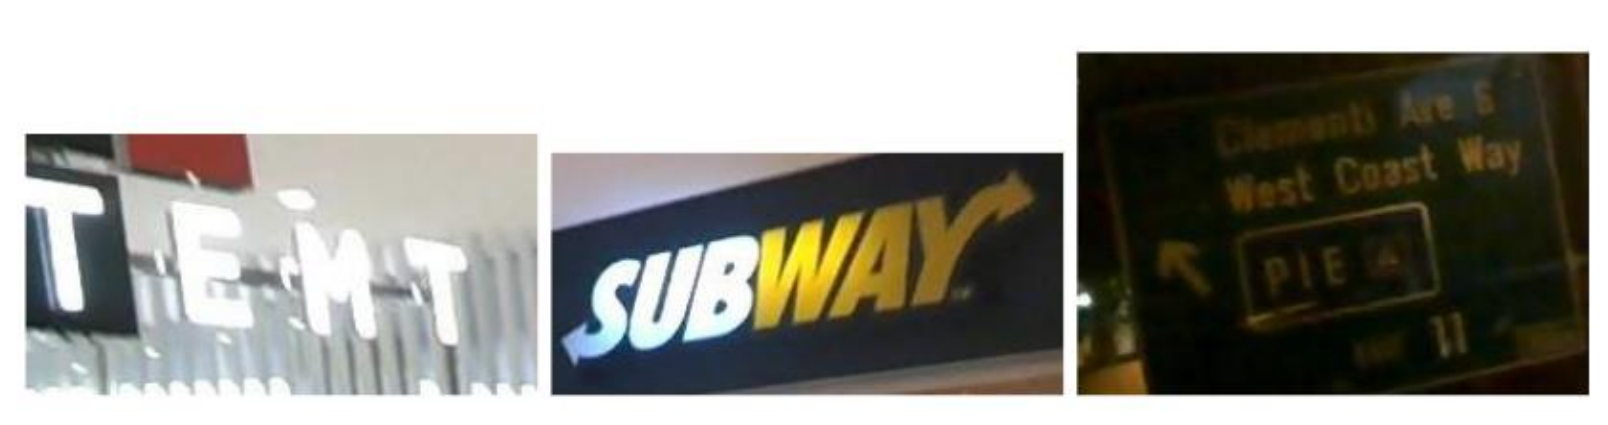 TEMT
SUBWAY
Clementi Ave 6
West Coast Way
PIE
11